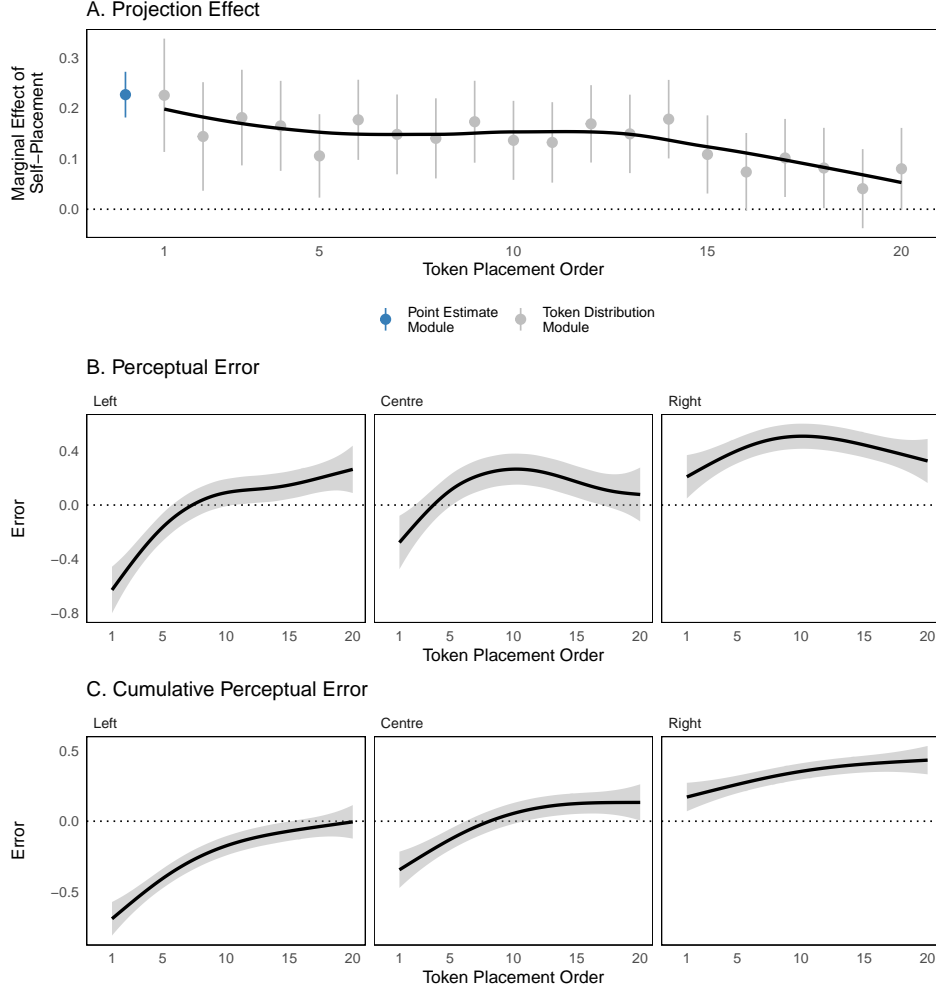 A. Projection Effect
Marginal Effect of
Self−Placement
0.3
0.2
0.1
0.0
1 5 10 15 20
Token Placement Order
Point Estimate
Module
Token Distribution
Module
B. Perceptual Error
Left Centre Right
Error
0.4
0.0
−0.4
−0.8
1 5 10 15 20 1 5 10 15 20 1 5 10 15 20
Token Placement Order
C. Cumulative Perceptual Error
Left Centre Right
Error
0.5
0.0
−0.5
1 5 10 15 20 1 5 10 15 20 1 5 10 15 20
Token Placement Order